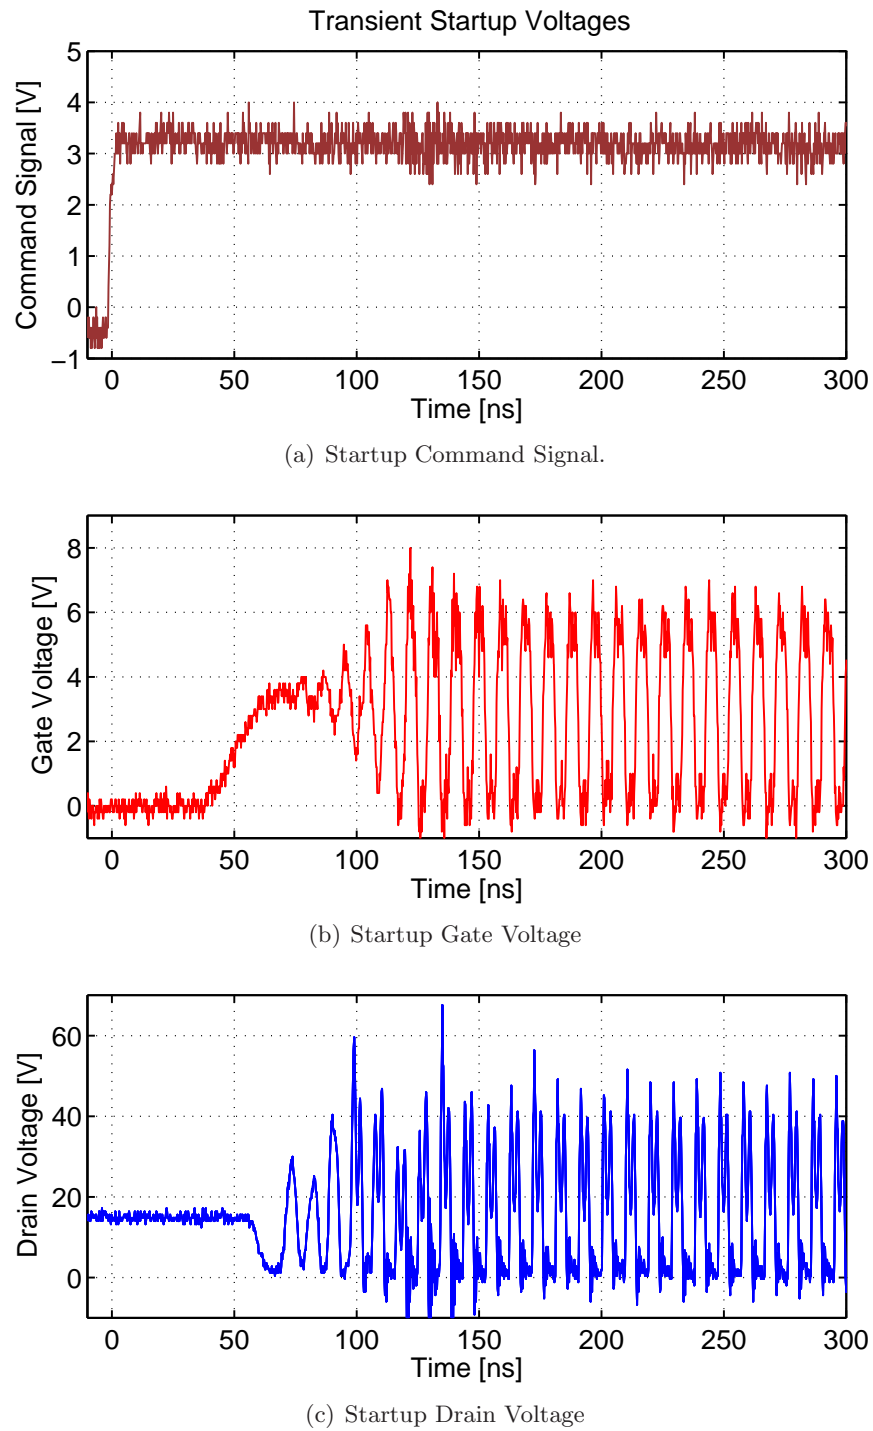 Transient Startup Voltages
Command Signal [V]
5
4
3
2
1
0
−1
0 50 100 150 200 250 300
Time [ns]
(a) Startup Command Signal.
Gate Voltage [V]
8
6
4
2
0
0 50 100 150 200 250 300
Time [ns]
(b) Startup Gate Voltage
Drain Voltage [V]
60
40
20
0
0 50 100 150 200 250 300
Time [ns]
(c) Startup Drain Voltage